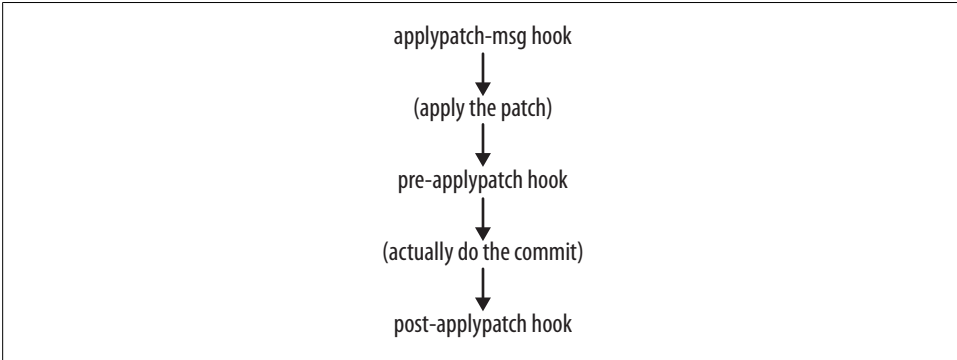 applypatch-msg hook
(apply the patch)
pre-applypatch hook
(actually do the commit)
post-applypatch hook